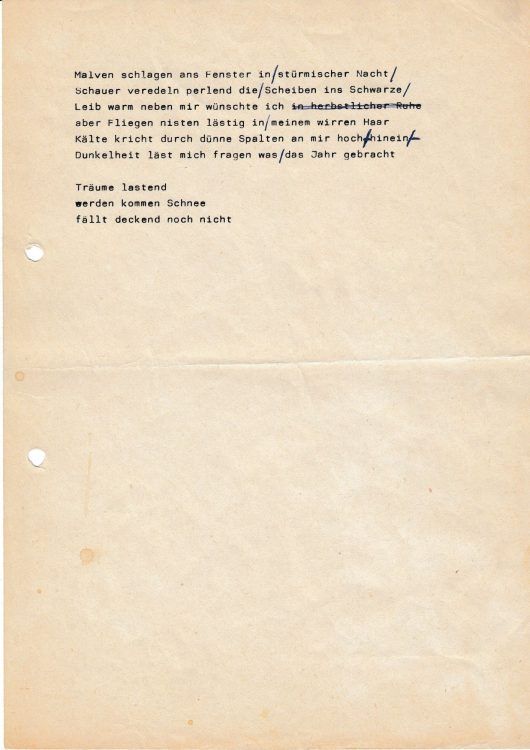 Malven schlagen ans Fenster in/stürmischer Nacht/
Schauer veredeln perlend die/Scheiben ins Schwarze/
Leib warm neben mir wünschte ich in herbstlicher Ruhe
aber Fliegen nisten lästig in/meinem wirren Haar
Kälte kricht durch dünne Spalten an mir hoch/hinein/
Dunkelheit läst mich fragen was/das Jahr gebracht

Träume lastend
werden kommen Schnee
fällt deckend noch nicht